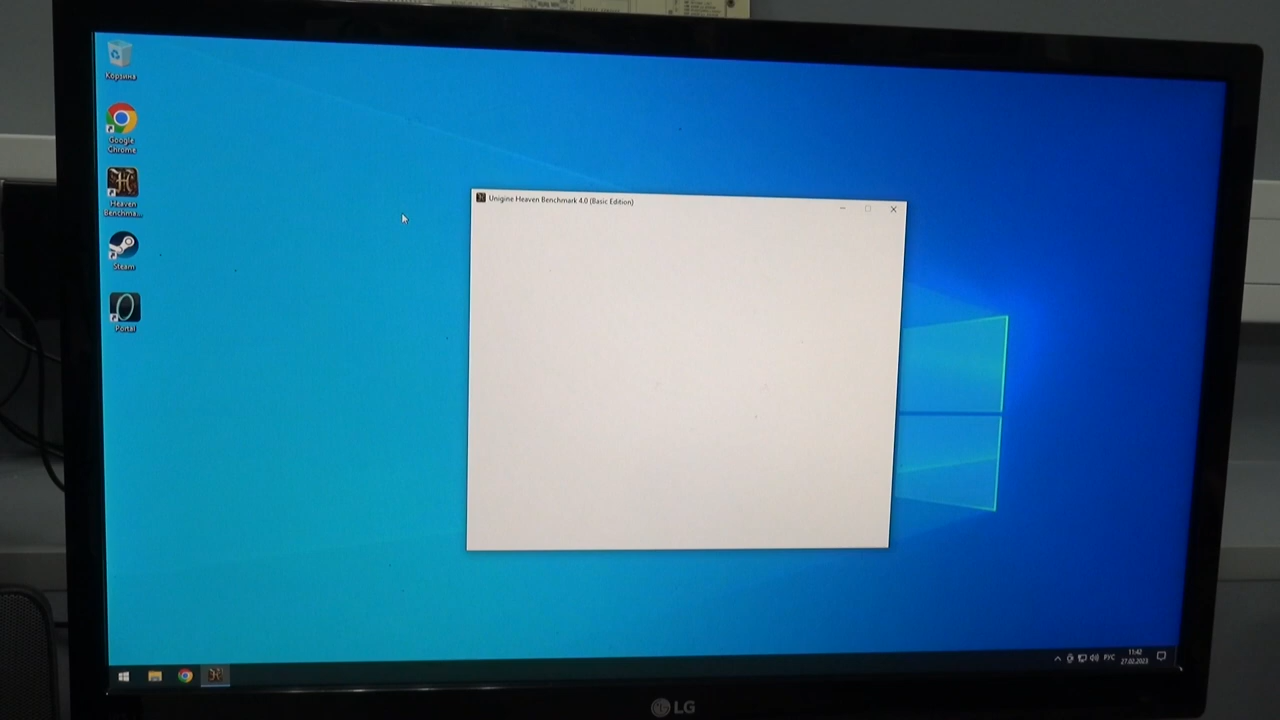 Корзина
Google
Chrome
Heaven
Benchma...
Steam
Portal
Unigine Heaven Benchmark 4.0 (Basic Edition)
РУС
11:42
27.02.2023
LG